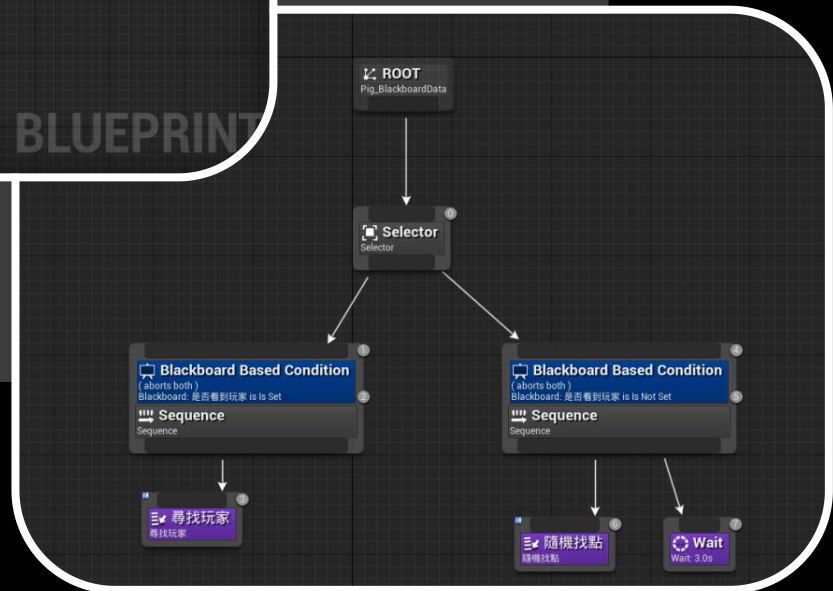 BLUEPRINT
ROOT
Pig_BlackboardData
0
Selector
Selector
1
Blackboard Based Condition
( aborts both )
Blackboard: 是否看到玩家 is Is Set
2
Sequence
Sequence
3
尋找玩家
尋找玩家
4
Blackboard Based Condition
( aborts both )
Blackboard: 是否看到玩家 is Is Not Set
5
Sequence
Sequence
6
隨機找點
隨機找點
7
Wait
Wait: 3.0s